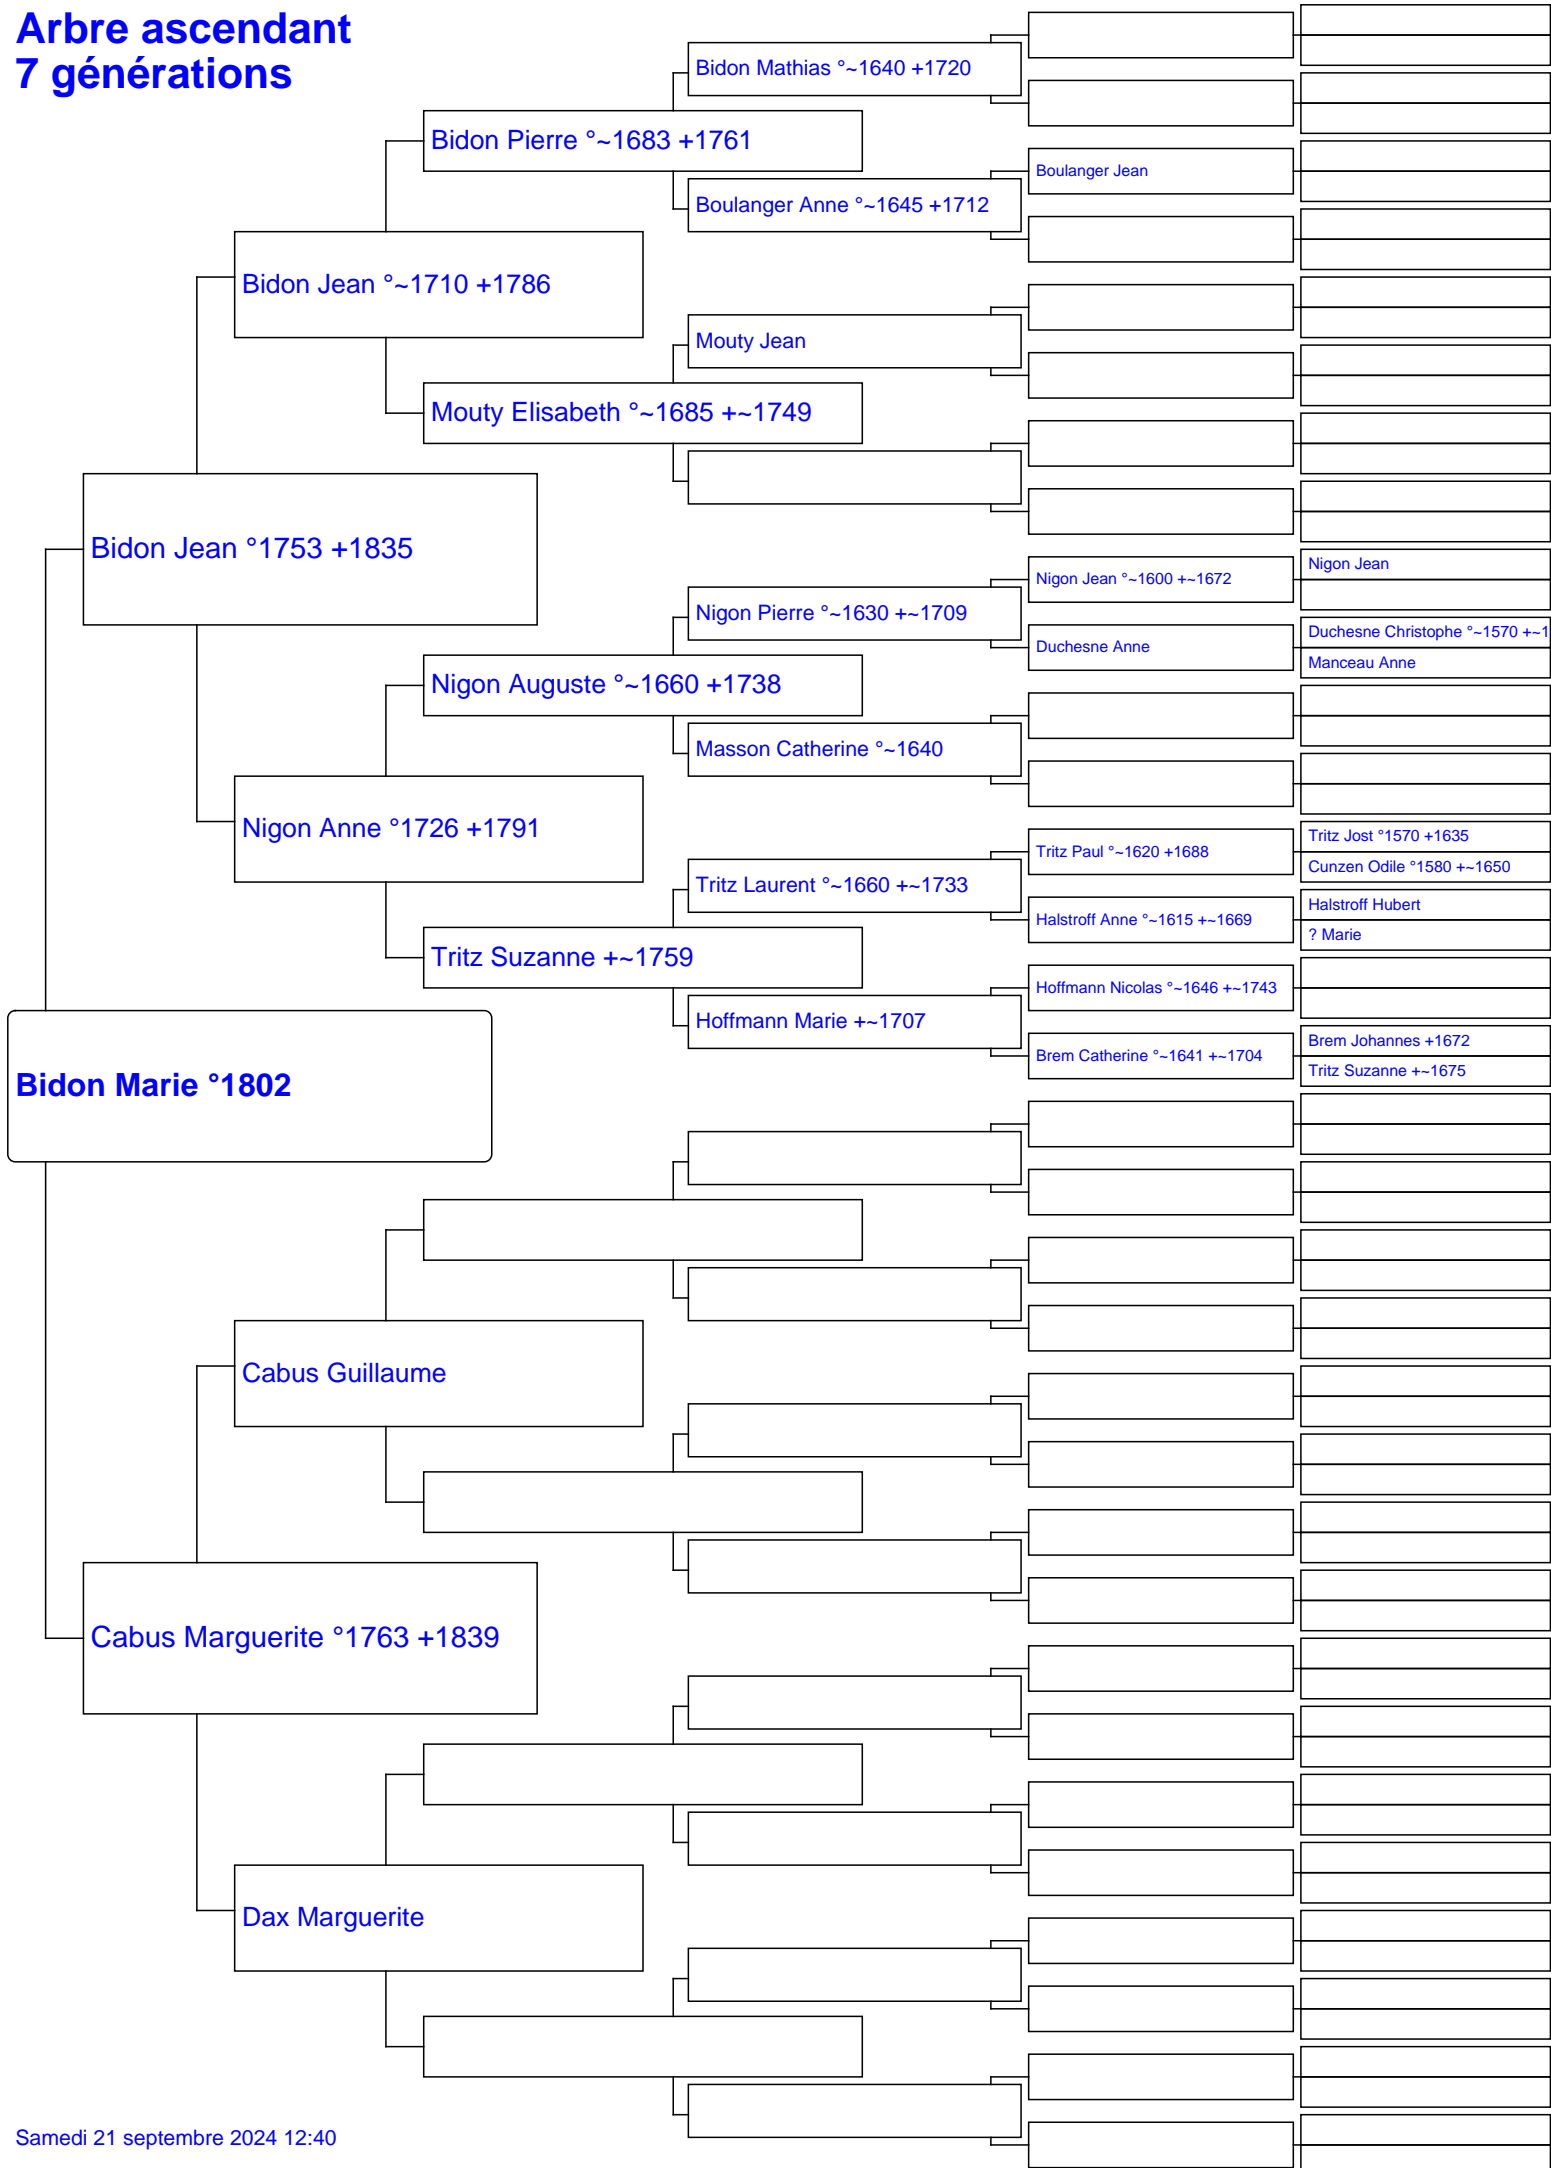 Arbre ascendant
7 générations
Bidon Mathias °~1640 +1720
Bidon Pierre °~1683 +1761
Boulanger Jean
Boulanger Anne °~1645 +1712
Bidon Jean °~1710 +1786
Mouty Jean
Mouty Elisabeth °~1685 +~1749
Bidon Jean °1753 +1835
Nigon Jean
Nigon Jean °~1600 +~1672
Nigon Pierre °~1630 +~1709
Duchesne Christophe °~1570 +~1
Duchesne Anne
Manceau Anne
Nigon Auguste °~1660 +1738
Masson Catherine °~1640
Nigon Anne °1726 +1791
Tritz Jost °1570 +1635
Tritz Paul °~1620 +1688
Cunzen Odile °1580 +~1650
Tritz Laurent °~1660 +~1733
Halstroff Hubert
Halstroff Anne °~1615 +~1669
? Marie
Tritz Suzanne +~1759
Hoffmann Nicolas °~1646 +~1743
Hoffmann Marie +~1707
Brem Johannes +1672
Brem Catherine °~1641 +~1704
Tritz Suzanne +~1675
Bidon Marie °1802
Cabus Guillaume
Cabus Marguerite °1763 +1839
Dax Marguerite
Samedi 21 septembre 2024 12:40